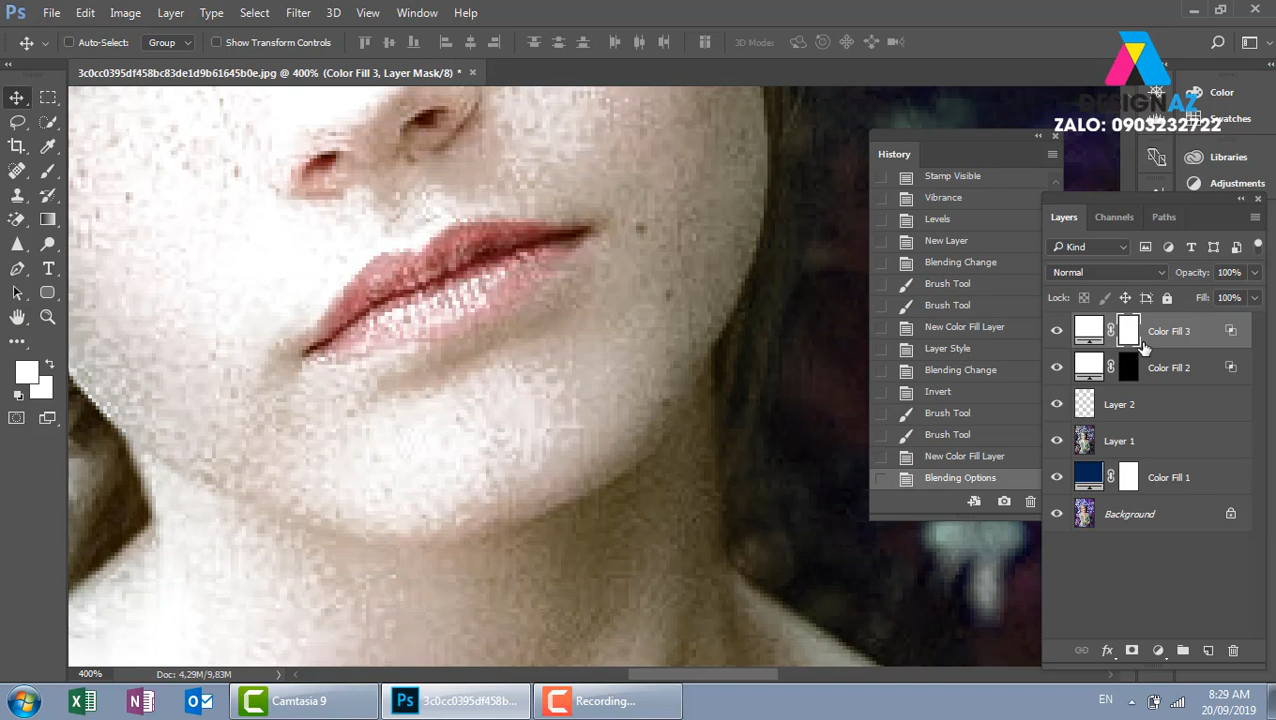 Ps File Edit Image Layer Type Select Filter 3D View Window Help
Auto-Select: Group Show Transform Controls 3D Mode:
3c0cc0395df458bc83de1d9b61645b0e.jpg @ 400% (Color Fill 3, Layer Mask/8) *
DESIGNAZ
ZALO: 0903232722
Color
Swatches
Libraries
Adjustments
History
Stamp Visible
Vibrance
Levels
New Layer
Blending Change
Brush Tool
Brush Tool
New Color Fill Layer
Layer Style
Blending Change
Invert
Brush Tool
Brush Tool
New Color Fill Layer
Blending Options
Layers Channels Paths
Kind
Normal Opacity: 100%
Lock: Fill: 100%
Color Fill 3
Color Fill 2
Layer 2
Layer 1
Color Fill 1
Background
400% Doc: 4,29M/9,83M
Camtasia 9
Ps 3c0cc0395df458b...
Recording...
EN
8:29 AM
20/09/2019